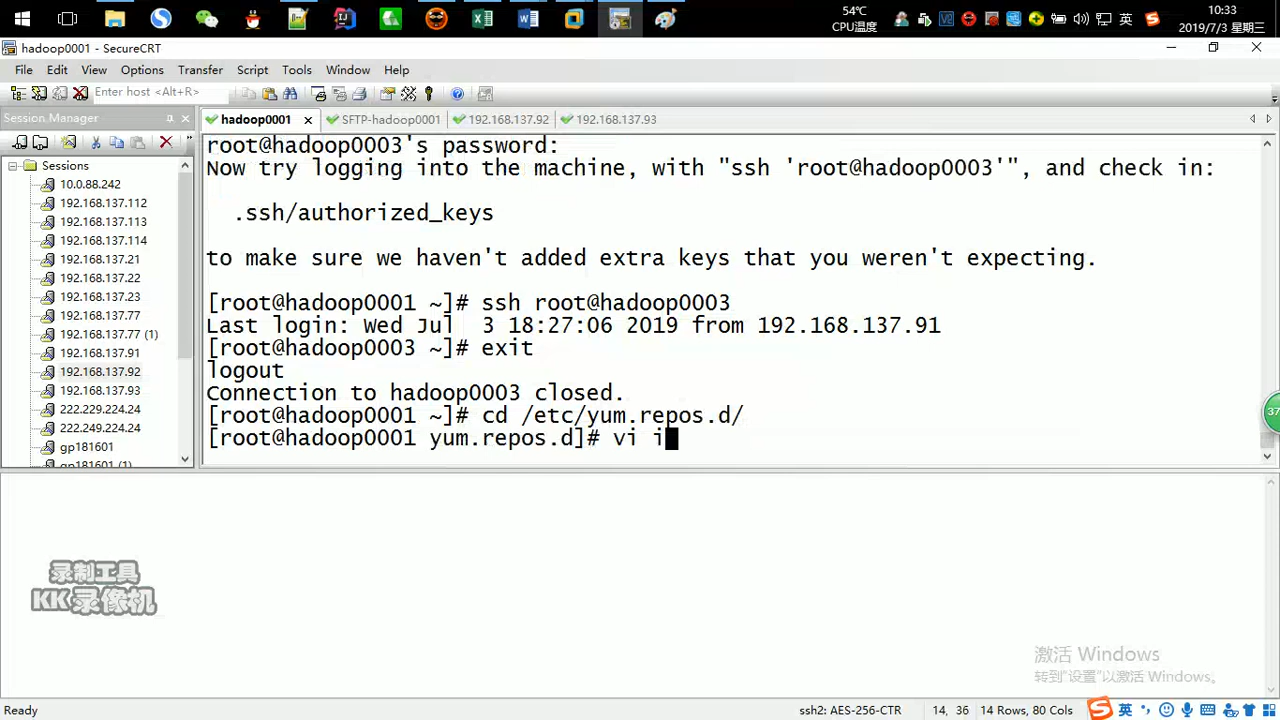 54℃
CPU温度
英
10:33
2019/7/3 星期三
hadoop0001 - SecureCRT
File Edit View Options Transfer Script Tools Window Help
Enter host <Alt+R>
Session Manager
hadoop0001
SFTP-hadoop0001
192.168.137.92
192.168.137.93
Sessions
10.0.88.242
192.168.137.112
192.168.137.113
192.168.137.114
192.168.137.21
192.168.137.22
192.168.137.23
192.168.137.77
192.168.137.77 (1)
192.168.137.91
192.168.137.92
192.168.137.93
222.229.224.24
222.229.224.24
gp181601
gp181601 (1)
root@hadoop0003's password:
Now try logging into the machine, with "ssh 'root@hadoop0003'", and check in:
.ssh/authorized_keys
to make sure we haven't added extra keys that you weren't expecting.
[root@hadoop0001 ~]# ssh root@hadoop0003
Last login: Wed Jul  3 18:27:06 2019 from 192.168.137.91
[root@hadoop0003 ~]# exit
logout
Connection to hadoop0003 closed.
[root@hadoop0001 ~]# cd /etc/yum.repos.d/
[root@hadoop0001 yum.repos.d]# vi i
37
录制工具
KK录像机
激活 Windows
转到"设置"以激活 Windows。
Ready
ssh2: AES-256-CTR
14, 36
14 Rows, 80 Cols
英